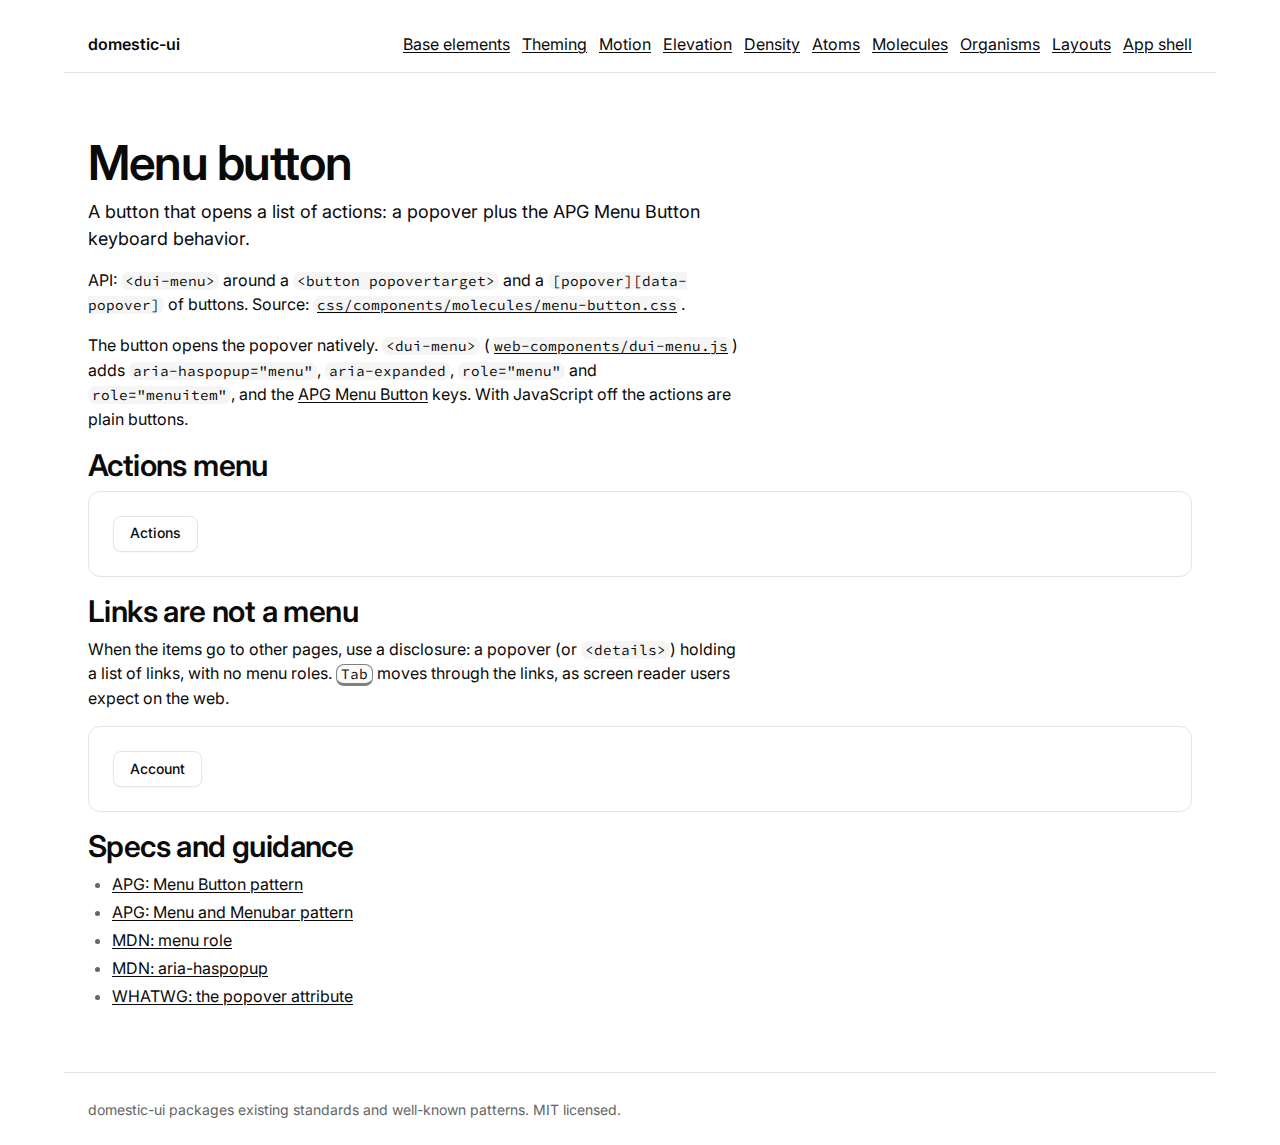 domestic-ui
Base elements Theming Motion Elevation Density Atoms Molecules Organisms Layouts App shell
Menu button
A button that opens a list of actions: a popover plus the APG Menu Button
keyboard behavior.
API: <dui-menu> around a <button popovertarget> and a [popover][data-
popover] of buttons. Source: css/components/molecules/menu-button.css.
The button opens the popover natively. <dui-menu> (web-components/dui-menu.js)
adds aria-haspopup="menu", aria-expanded, role="menu" and
role="menuitem", and the APG Menu Button keys. With JavaScript off the actions are
plain buttons.
Actions menu
Actions
Links are not a menu
When the items go to other pages, use a disclosure: a popover (or <details>) holding
a list of links, with no menu roles. Tab moves through the links, as screen reader users
expect on the web.
Account
Specs and guidance
APG: Menu Button pattern
APG: Menu and Menubar pattern
MDN: menu role
MDN: aria-haspopup
WHATWG: the popover attribute
domestic-ui packages existing standards and well-known patterns. MIT licensed.